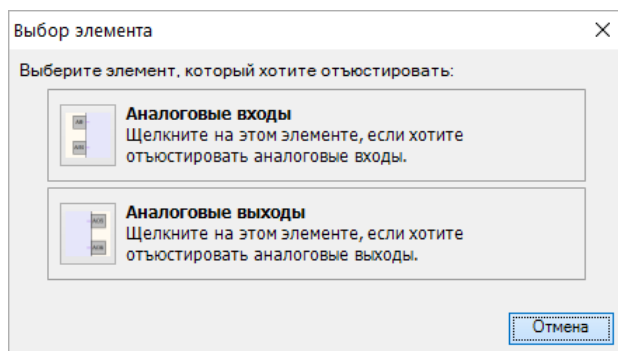 Выбор элемента
Выберите элемент, который хотите отъюстировать:
Аналоговые входы
Щелкните на этом элементе, если хотите
отъюстировать аналоговые входы.
Аналоговые выходы
Щелкните на этом элементе, если хотите
отъюстировать аналоговые выходы.
Отмена